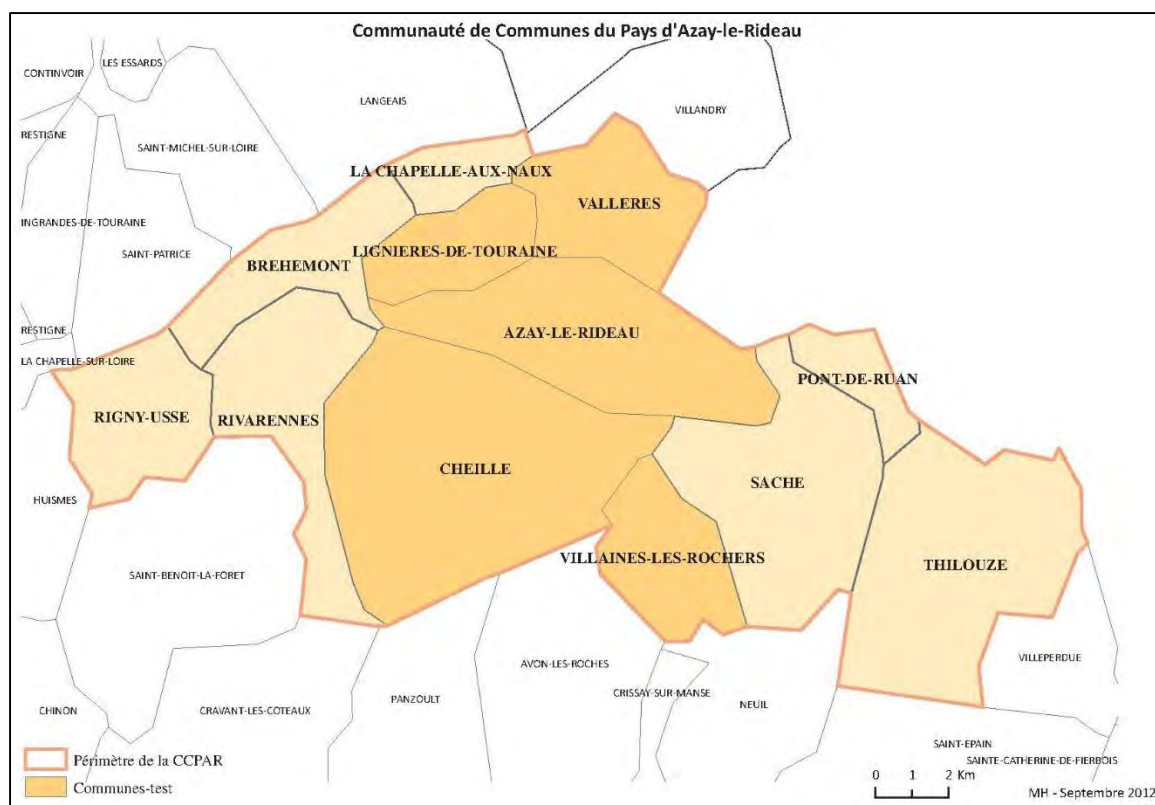 Communauté de Communes du Pays d'Azay-le-Rideau
LES ESSARDS
CONTINVOIR
LANGEAIS
VILLANDRY
RESTIGNE
SAINT-MICHEL-SUR-LOIRE
LA CHAPELLE-AUX-NAUX
VALLERES
INGRANDES-DE-TOURAINE
SAINT-PATRICE
LIGNIERES-DE-TOURAINE
BREHEMONT
RESTIGNE
AZAY-LE-RIDEAU
LA CHAPELLE-SUR-LOIRE
PONT-DE-RUAN
RIGNY-USSE
RIVARENNES
CHEILLE
SACHE
HUISMES
VILLAINES-LES-ROCHERS
THILOUZE
SAINT-BENOIT-LA-FORET
VILLEPERDUE
AVON-LES-ROCHES
CRISSAY-SUR-MANSE
PANZOULT
NEUIL
CHINON
CRAVANT-LES-COTEAUX
SAINT-EPAIN
SAINTE-CATHERINE-DE-FIERBOIS
Périmètre de la CCPAR
Communes-test
0 1 2 Km
MH - Septembre 2012